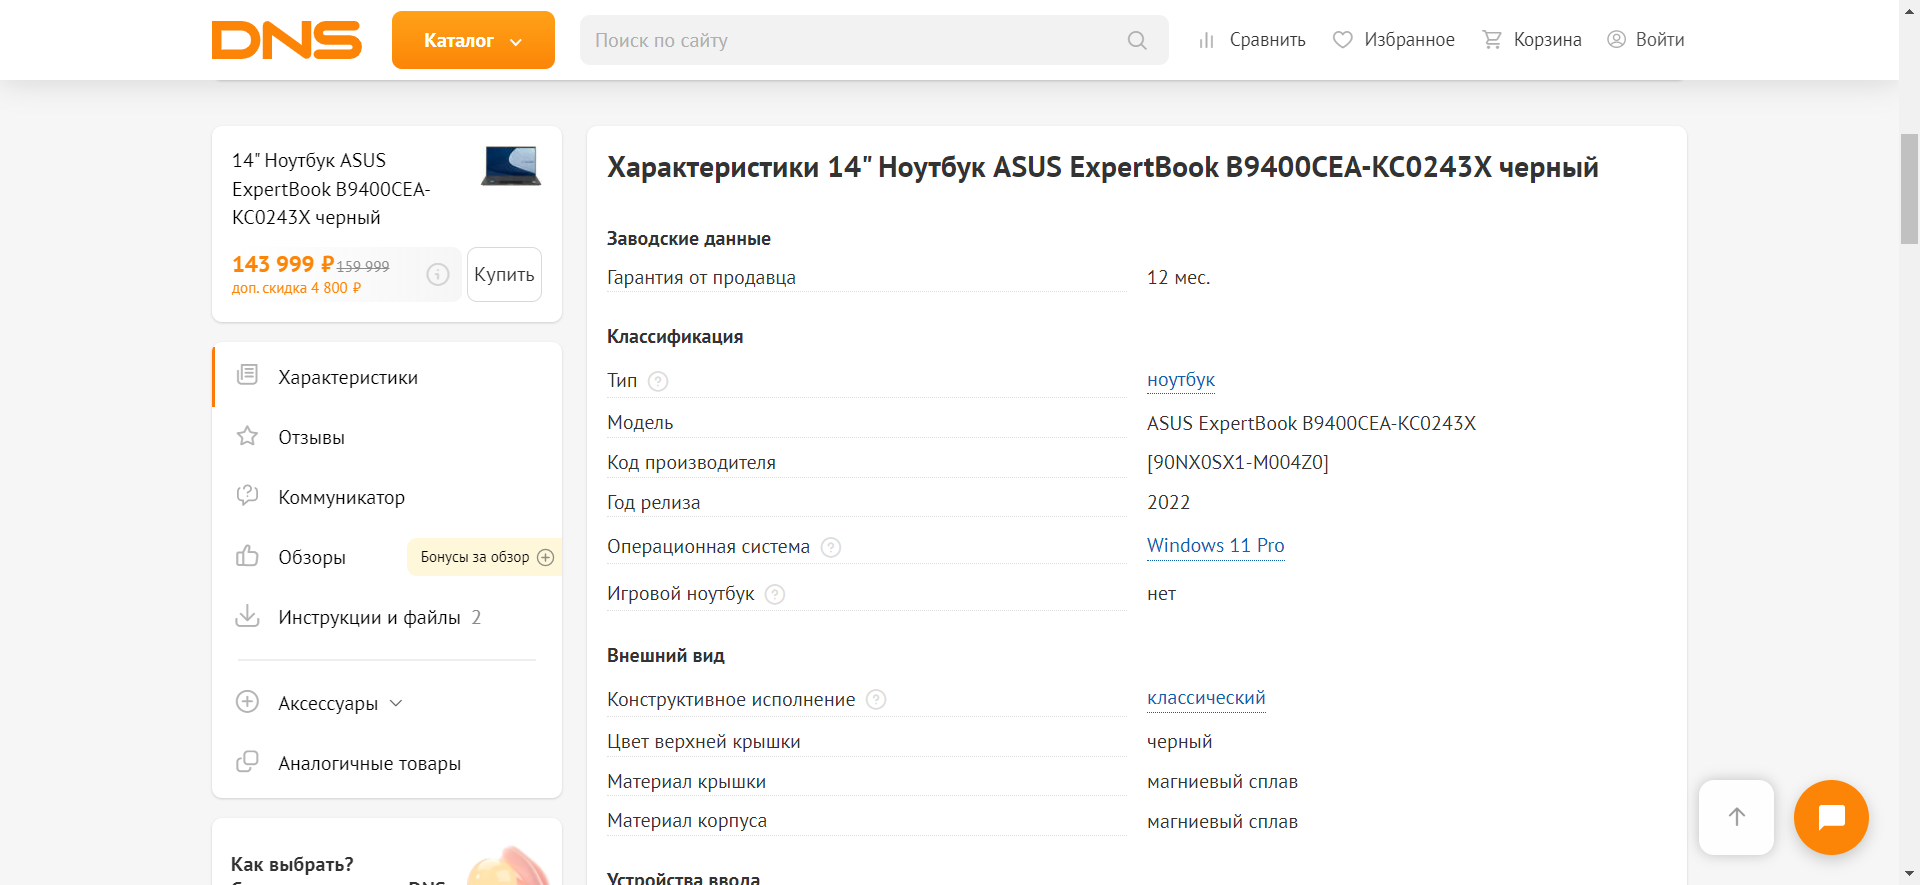 DNS
Каталог
Поиск по сайту
Сравнить
Избранное
Корзина
Войти
14" Ноутбук ASUS
ExpertBook B9400CEA-
KC0243X черный
143 999 ₽ 159 999
доп. скидка 4 800 ₽
Купить
Характеристики
Отзывы
Коммуникатор
Обзоры
Бонусы за обзор
Инструкции и файлы 2
Аксессуары
Аналогичные товары
Как выбрать?
DNS
Характеристики 14" Ноутбук ASUS ExpertBook B9400CEA-KC0243X черный
Заводские данные
Гарантия от продавца 12 мес.
Классификация
Тип ? ноутбук
Модель ASUS ExpertBook B9400CEA-KC0243X
Код производителя [90NX0SX1-M004Z0]
Год релиза 2022
Операционная система ? Windows 11 Pro
Игровой ноутбук ? нет
Внешний вид
Конструктивное исполнение ? классический
Цвет верхней крышки черный
Материал крышки магниевый сплав
Материал корпуса магниевый сплав
Устройства ввода